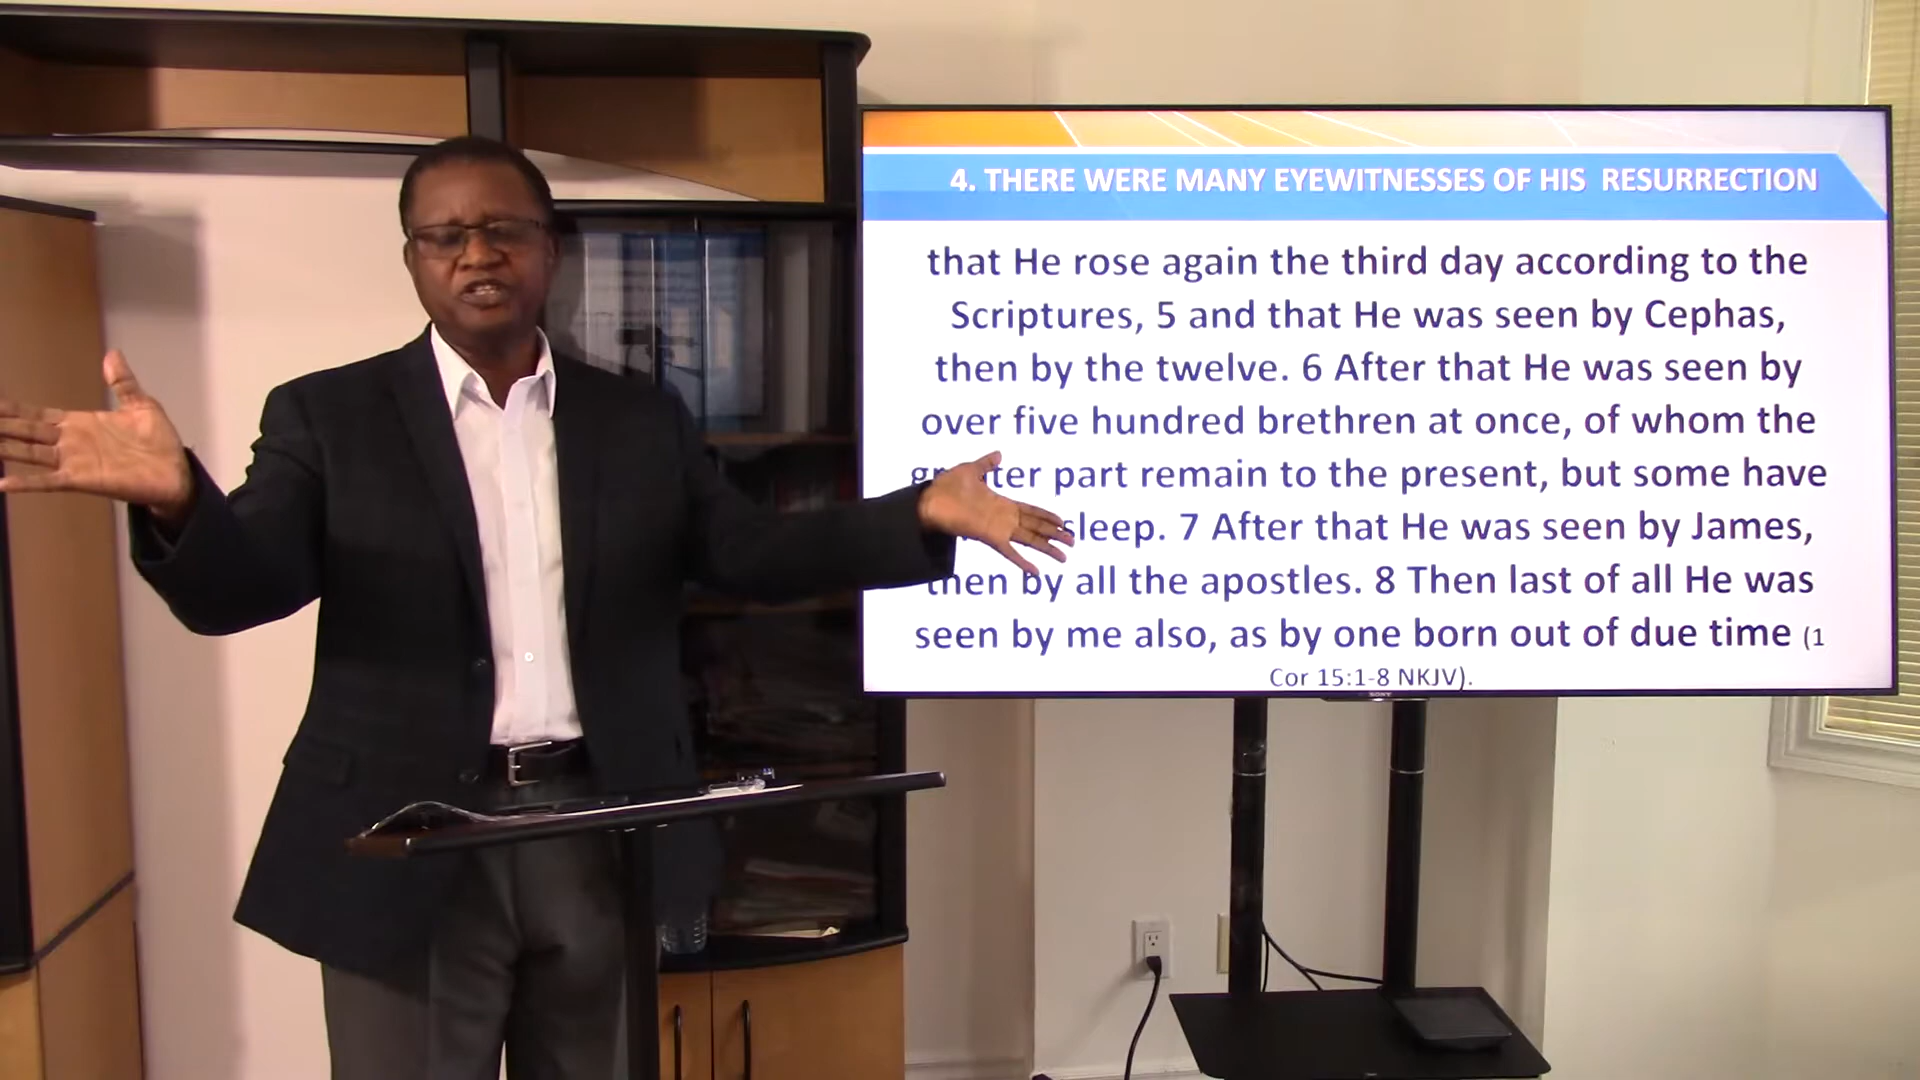 4. THERE WERE MANY EYEWITNESSES OF HIS RESURRECTION
that He rose again the third day according to the
Scriptures, 5 and that He was seen by Cephas,
then by the twelve. 6 After that He was seen by
over five hundred brethren at once, of whom the
part remain to the present, but some have
7 After that He was seen by James,
then by all the apostles. 8 Then last of all He was
seen by me also, as by one born out of due time (1
Cor 15:1-8 NKJV).
SONY